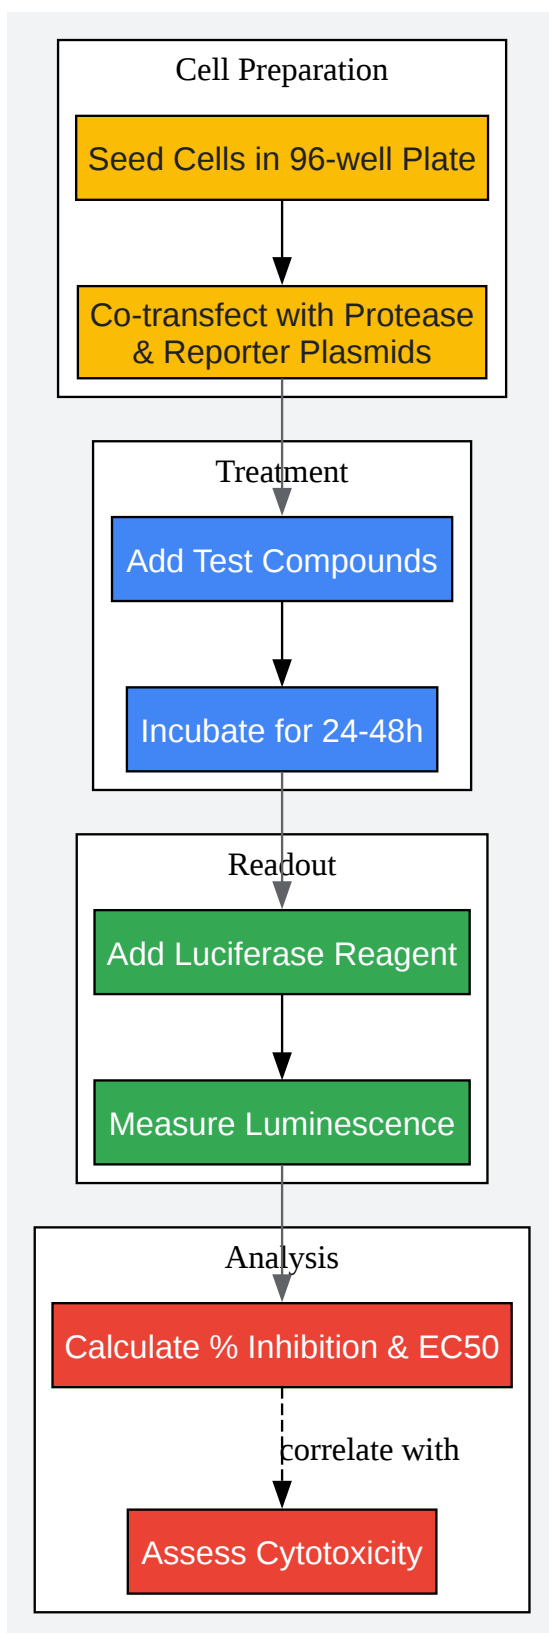 Cell Preparation
Seed Cells in 96-well Plate
Co-transfect with Protease
& Reporter Plasmids
Treatment
Add Test Compounds
Incubate for 24-48h
Readout
Add Luciferase Reagent
Measure Luminescence
Analysis
Calculate % Inhibition & EC50
correlate with
Assess Cytotoxicity